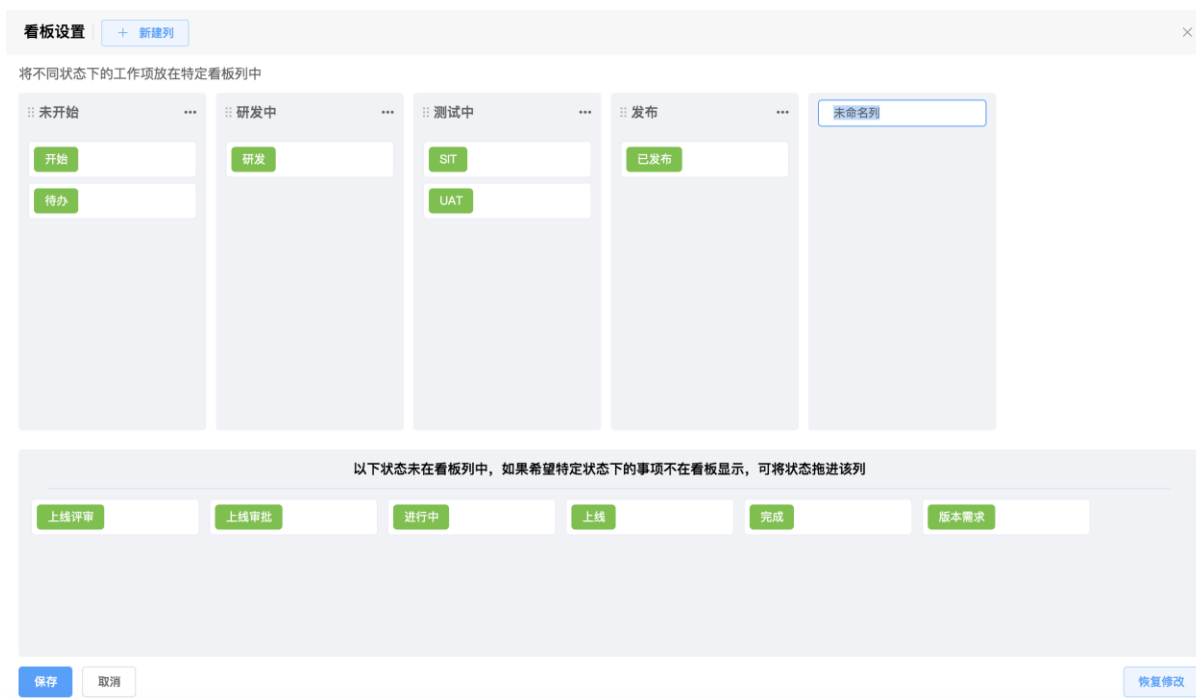 看板设置
+ 新建列
将不同状态下的工作项放在特定看板列中
未开始
研发中
测试中
发布
未命名列
开始
研发
SIT
已发布
待办
UAT
以下状态未在看板列中，如果希望特定状态下的事项不在看板显示，可将状态拖进该列
上线评审
上线审批
进行中
上线
完成
版本需求
保存
取消
恢复修改